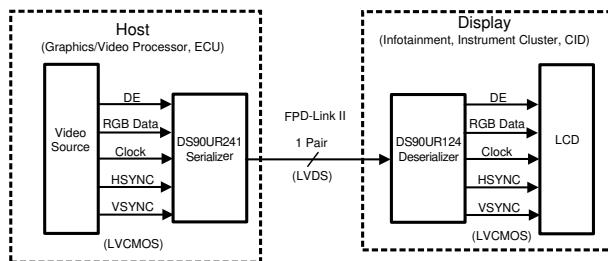 Host
(Graphics/Video Processor, ECU)
Video
Source
DE
RGB Data
Clock
HSYNC
VSYNC
(LVCMOS)
DS90UR241
Serializer
FPD-Link II
1 Pair
(LVDS)
Display
(Infotainment, Instrument Cluster, CID)
DS90UR124
Deserializer
DE
RGB Data
Clock
HSYNC
VSYNC
(LVCMOS)
LCD